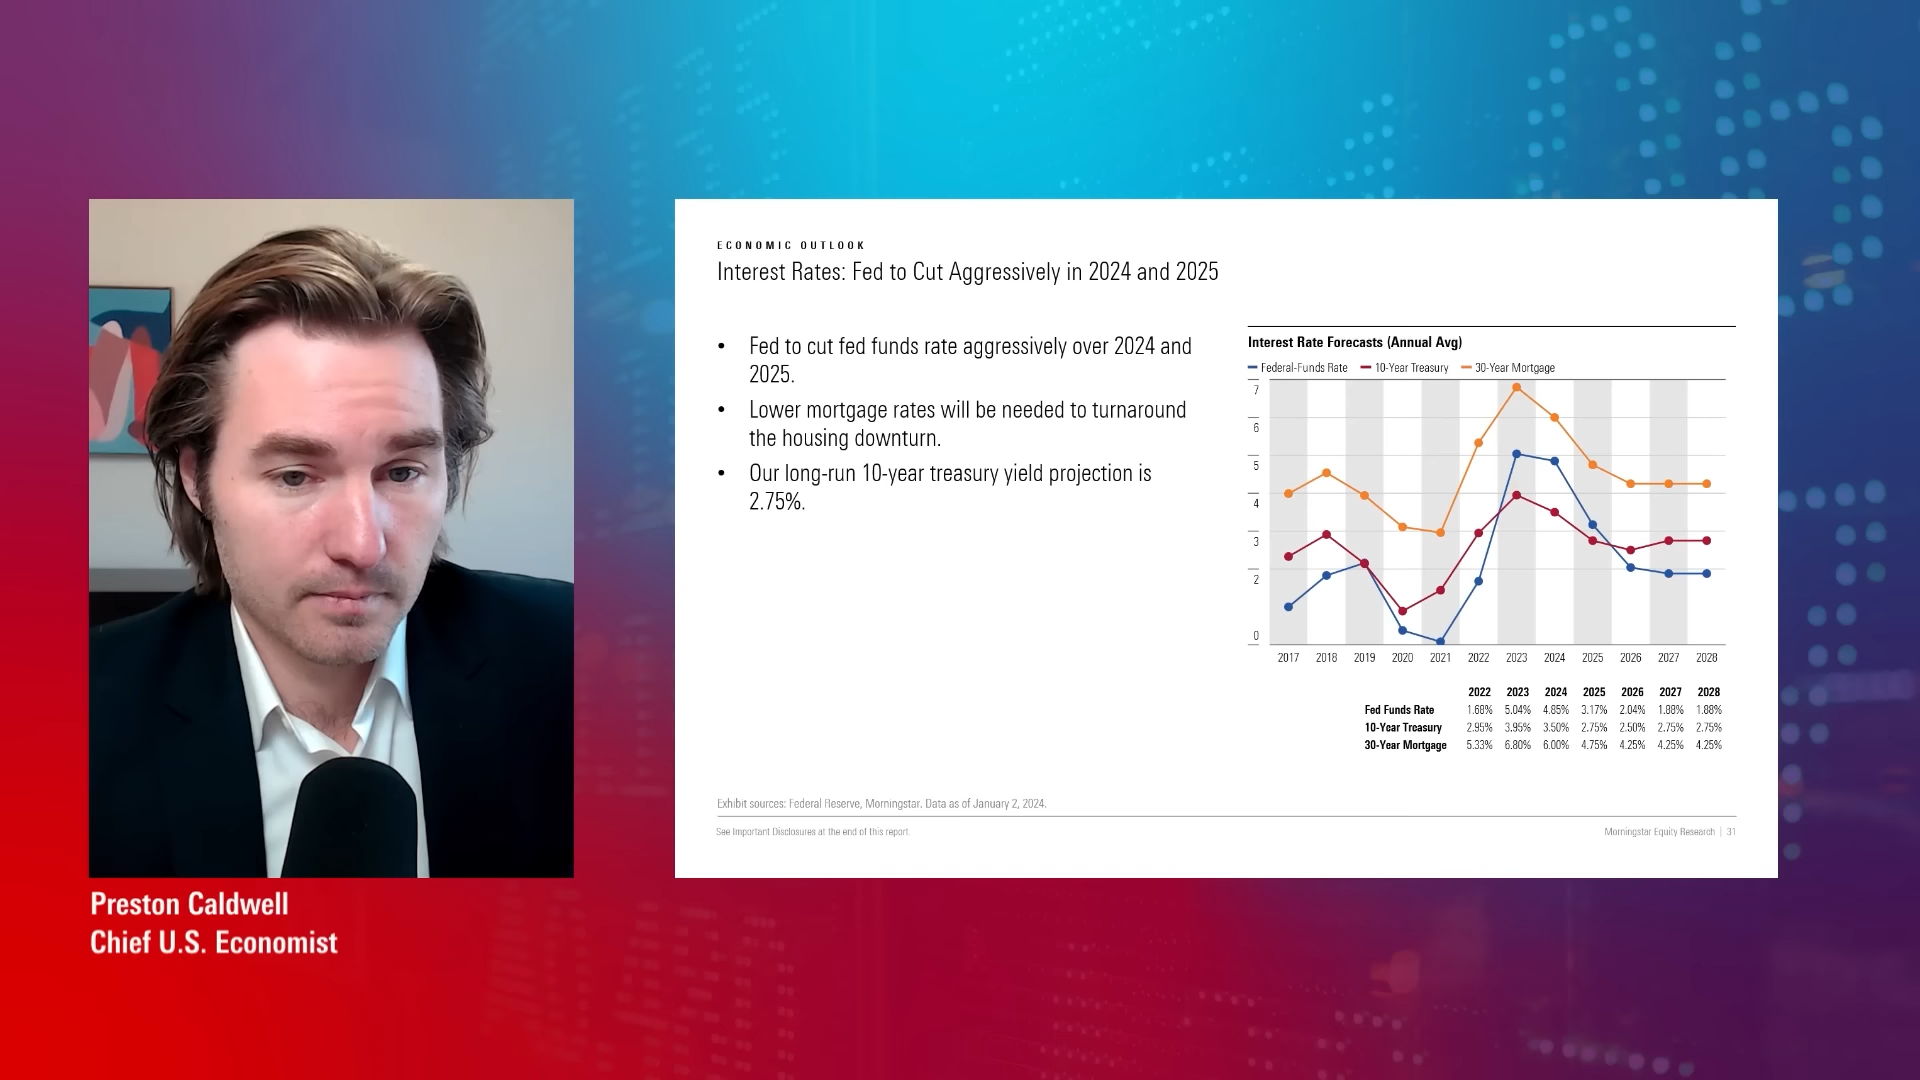 ECONOMIC OUTLOOK
Interest Rates: Fed to Cut Aggressively in 2024 and 2025
• Fed to cut fed funds rate aggressively over 2024 and
2025.
• Lower mortgage rates will be needed to turnaround
the housing downturn.
• Our long-run 10-year treasury yield projection is
2.75%.
Interest Rate Forecasts (Annual Avg)
Federal-Funds Rate 10-Year Treasury 30-Year Mortgage
7
6
5
4
3
2
0
2017 2018 2019 2020 2021 2022 2023 2024 2025 2026 2027 2028
2022 2023 2024 2025 2026 2027 2028
Fed Funds Rate 1.68% 5.04% 4.85% 3.17% 2.04% 1.88% 1.88%
10-Year Treasury 2.95% 3.95% 3.50% 2.75% 2.50% 2.75% 2.75%
30-Year Mortgage 5.33% 6.80% 6.00% 4.75% 4.25% 4.25% 4.25%
Exhibit sources: Federal Reserve, Morningstar. Data as of January 2, 2024.
See Important Disclosures at the end of this report.
Morningstar Equity Research | 31
Preston Caldwell
Chief U.S. Economist